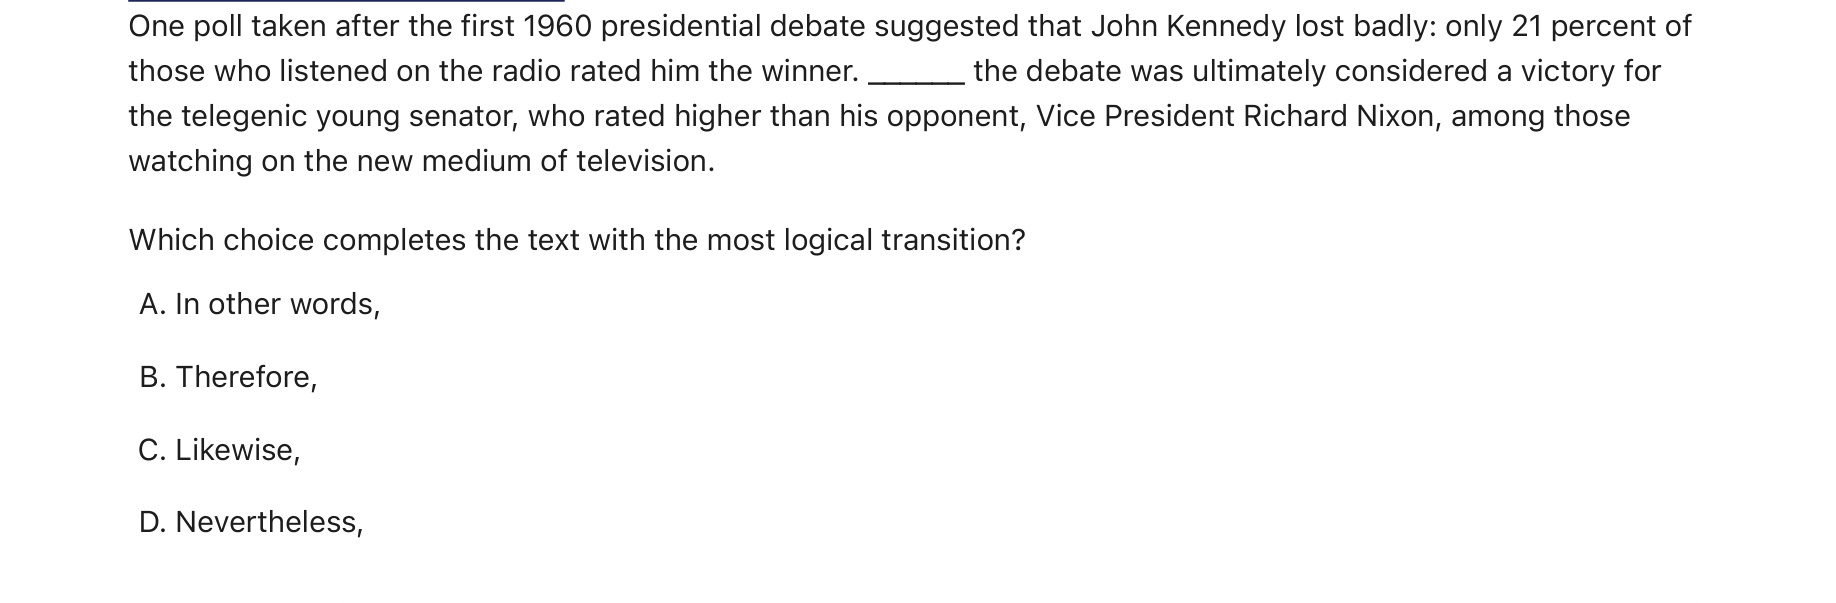 One poll taken after the first 1960 presidential debate suggested that John Kennedy lost badly: only 21 percent of
those who listened on the radio rated him the winner. ______ the debate was ultimately considered a victory for
the telegenic young senator, who rated higher than his opponent, Vice President Richard Nixon, among those
watching on the new medium of television.
Which choice completes the text with the most logical transition?
A. In other words,
B. Therefore,
C. Likewise,
D. Nevertheless,